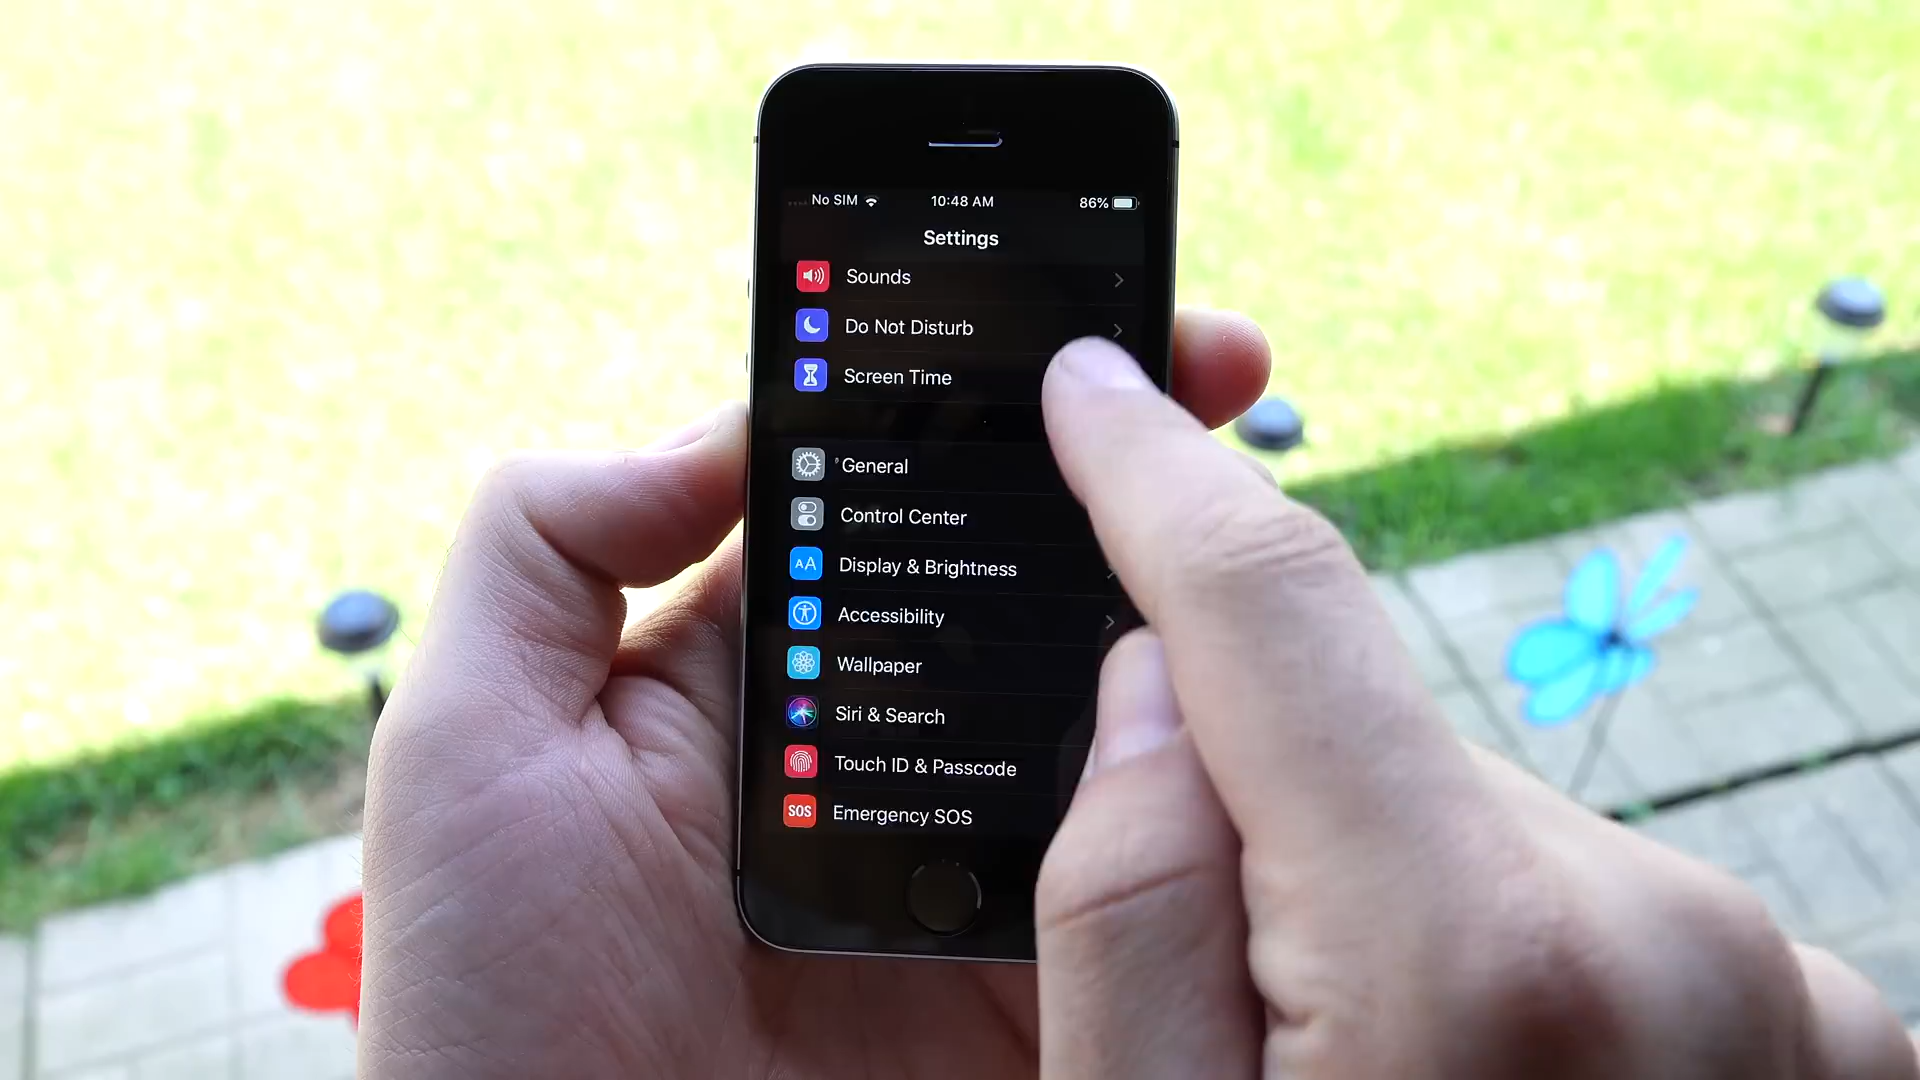 No SIM 10:48 AM 86%
Settings
Sounds
Do Not Disturb
Screen Time
General
Control Center
AA Display & Brightness
Accessibility
Wallpaper
Siri & Search
Touch ID & Passcode
SOS Emergency SOS